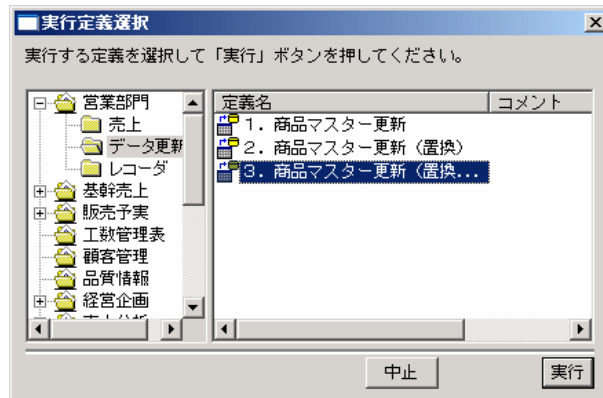 実行定義選択
実行する定義を選択して「実行」ボタンを押してください。
営業部門
売上
データ更新
レコーダ
基幹売上
販売予実
工数管理表
顧客管理
品質情報
経営企画
定義名 コメント
1. 商品マスター更新
2. 商品マスター更新（置換）
3. 商品マスター更新（置換...
中止 実行